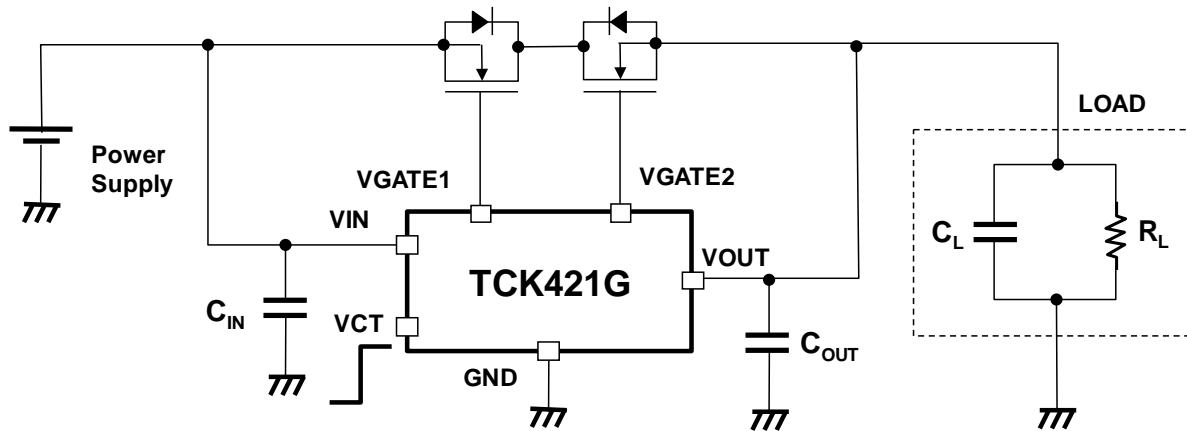 LOAD
Power
Supply
VGATE1
VGATE2
VIN
VOUT
TCK421G
C_L
R_L
C_IN
VCT
C_OUT
GND